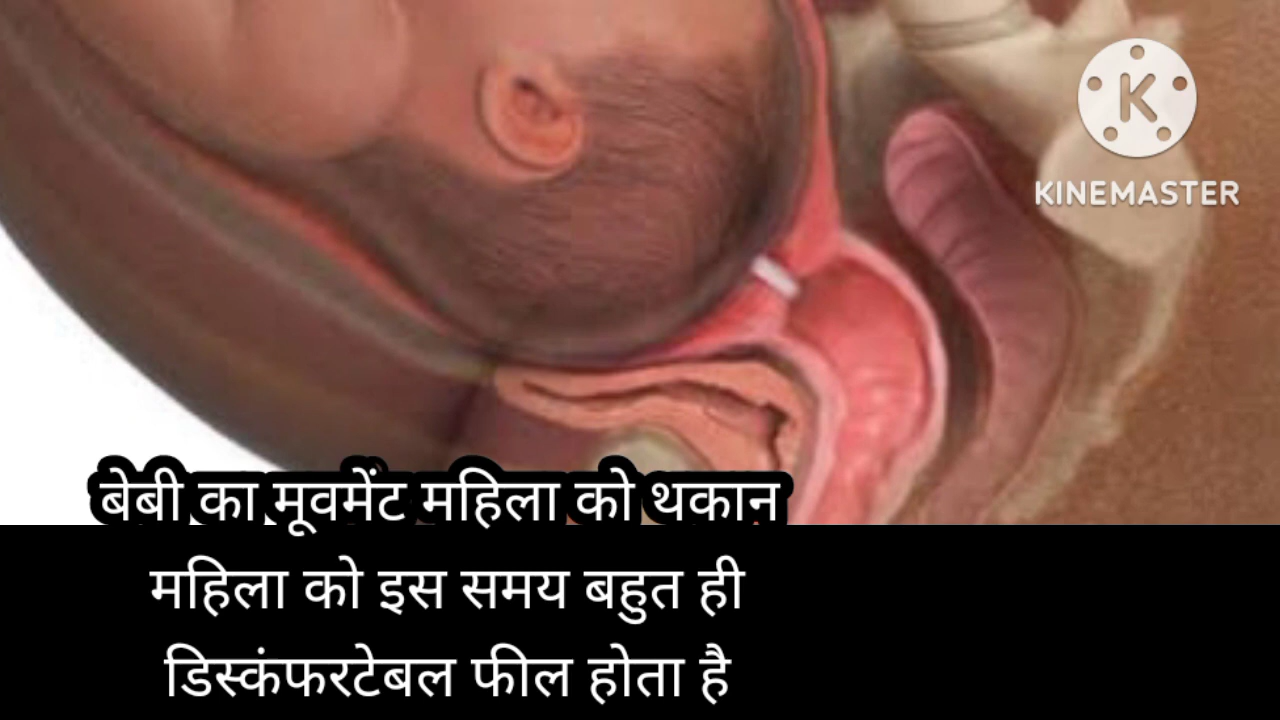 K
KINEMASTER
बेबी का मूवमेंट महिला को थकान
महिला को इस समय बहुत ही
डिस्कंफरटेबल फील होता है